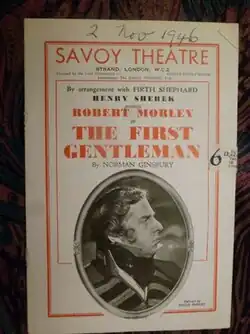 2 Nov 1946
SAVOY THEATRE
STRAND, LONDON, W.C.2
By arrangement with FIRTH SHEPHARD
HENRY SHEREK
presents
ROBERT MORLEY
in
THE FIRST
GENTLEMAN
By NORMAN GINSBURY
6D